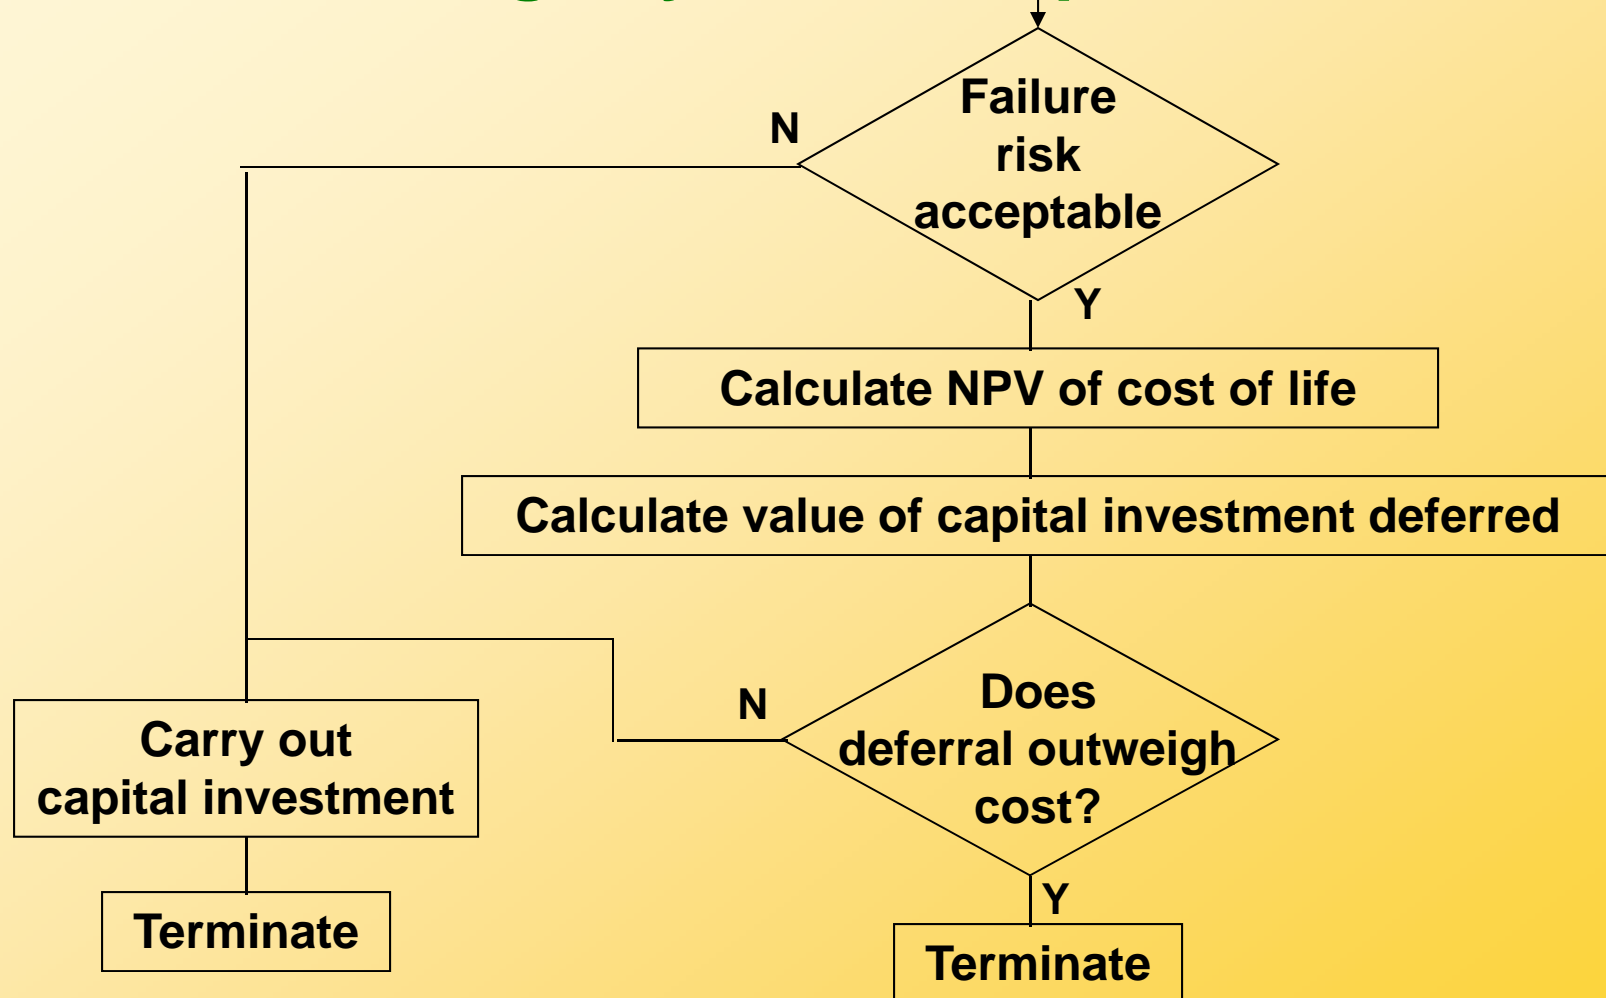 Failure
risk
acceptable
N
Y
Calculate NPV of cost of life
Calculate value of capital investment deferred
Does
deferral outweigh
cost?
N
Carry out
capital investment
Y
Terminate
Terminate